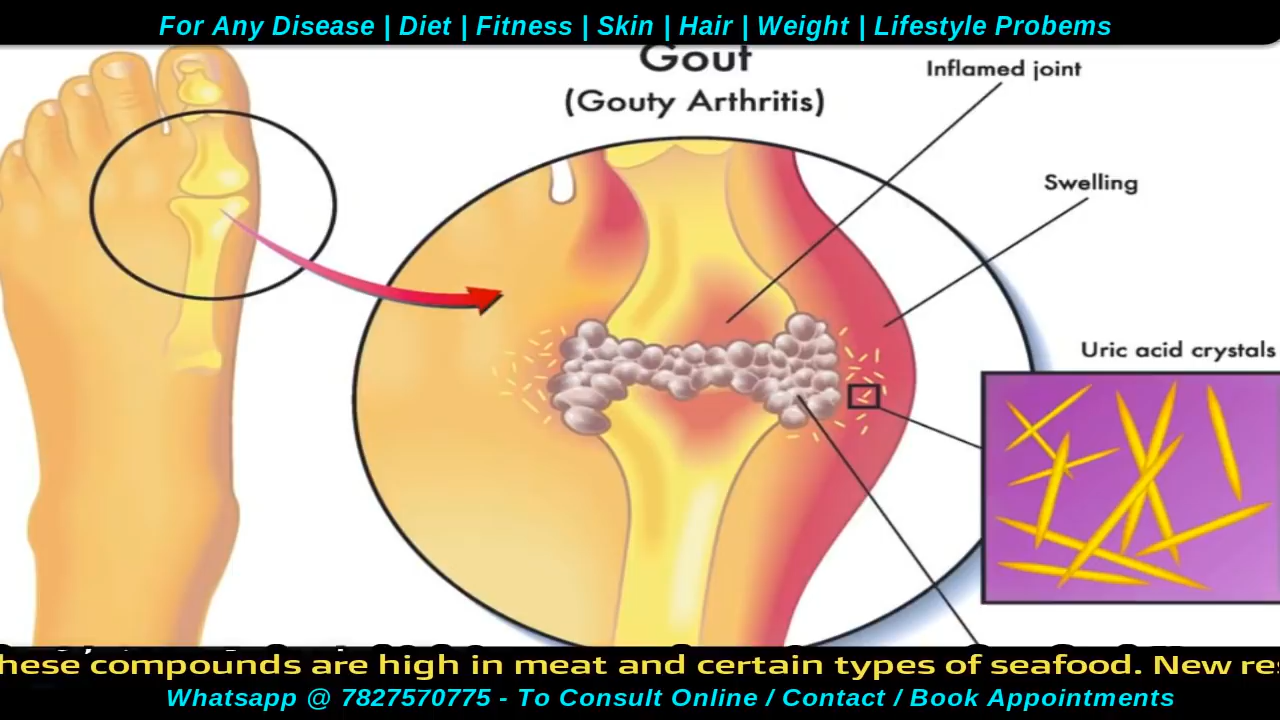 For Any Disease | Diet | Fitness | Skin | Hair | Weight | Lifestyle Probems
Gout
(Gouty Arthritis)
Inflamed joint
Swelling
Uric acid crystals
hese compounds are high in meat and certain types of seafood. New res
Whatsapp @ 7827570775 - To Consult Online / Contact / Book Appointments